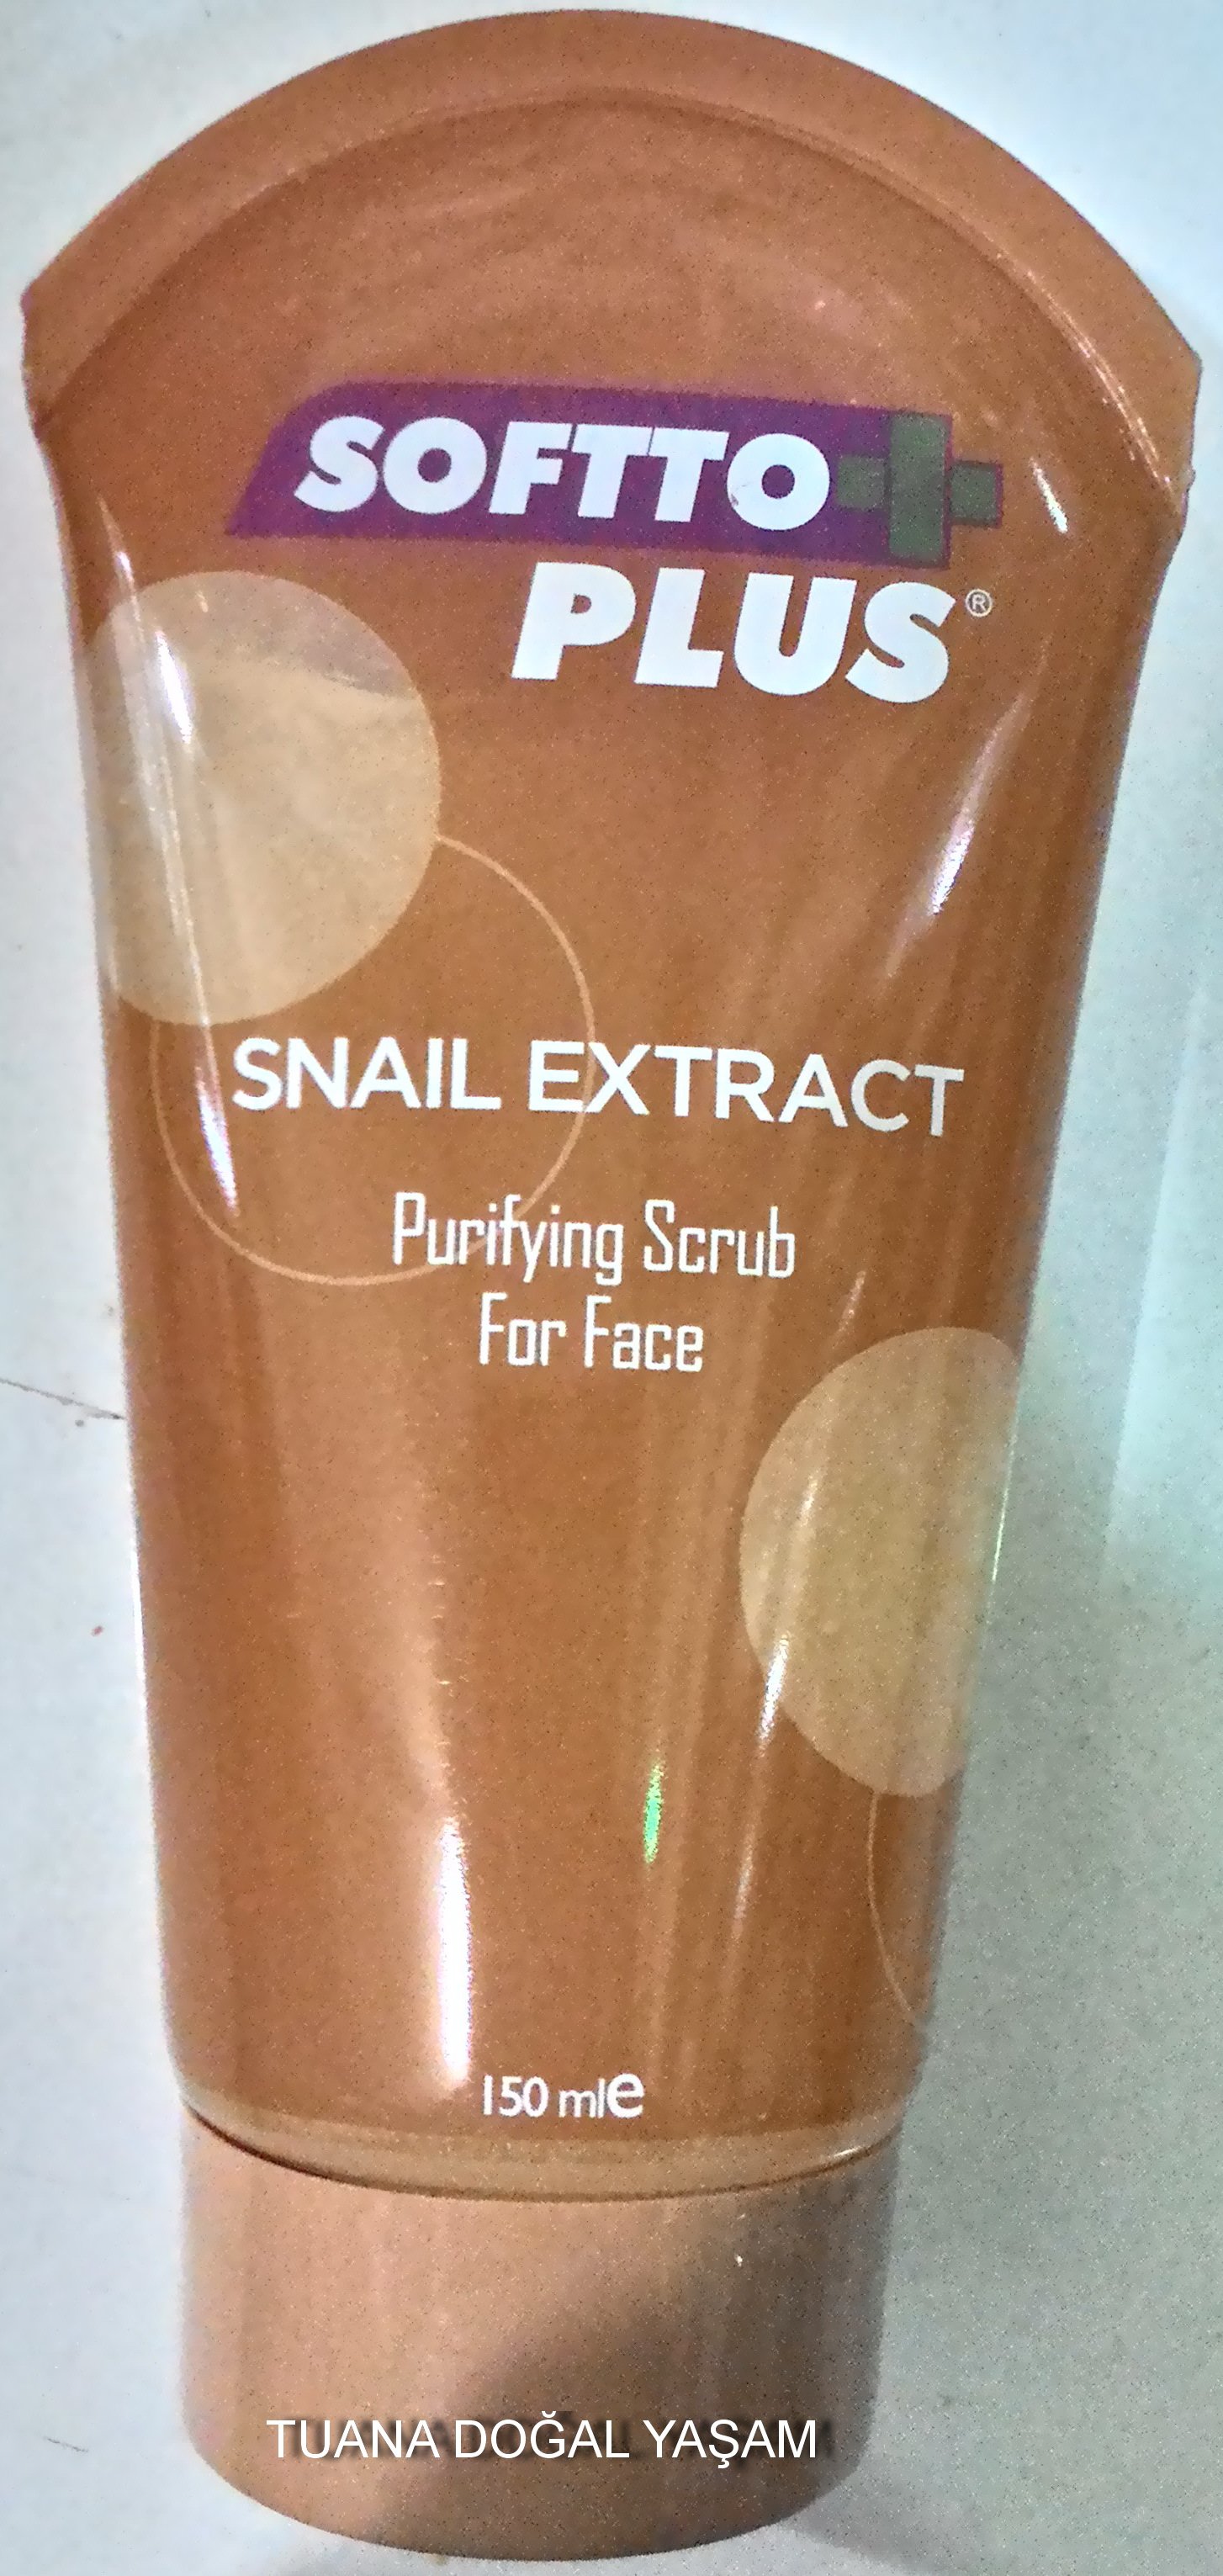 SOFTTO
PLUS®
SNAIL EXTRACT
Purifying Scrub
For Face
150 ml℮
TUANA DOĞAL YAŞAM